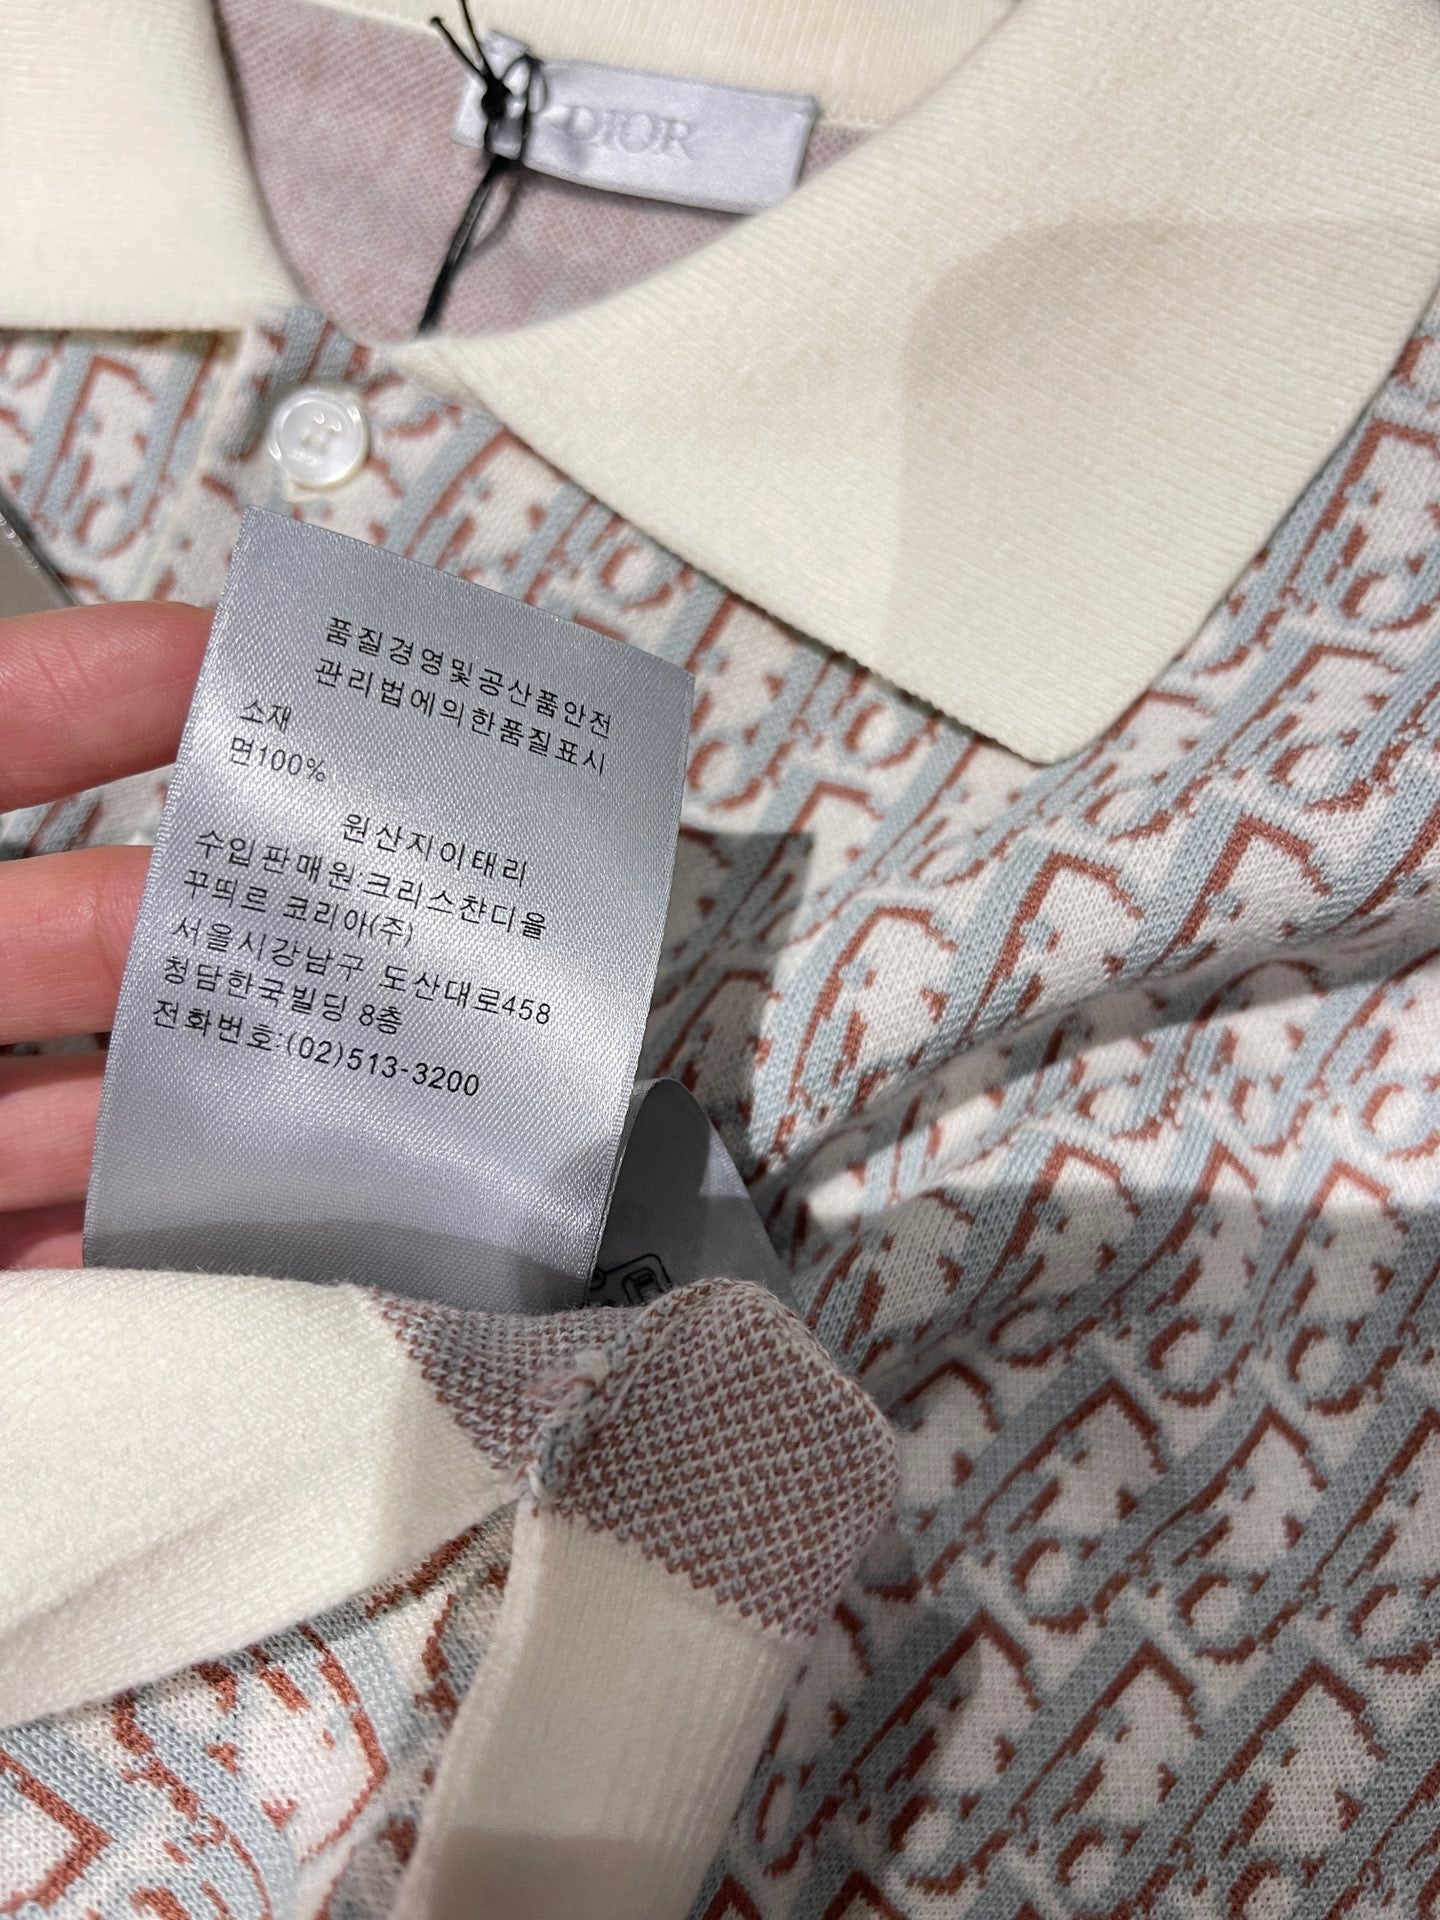 DIOR
품질경영및공산품안전
관리법에의한품질표시
소재
면100%
원산지이태리
수입판매원:크리스챤디올
꾸띄르 코리아(주)
서울시강남구 도산대로458
청담한국빌딩 8층
전화번호:(02)513-3200